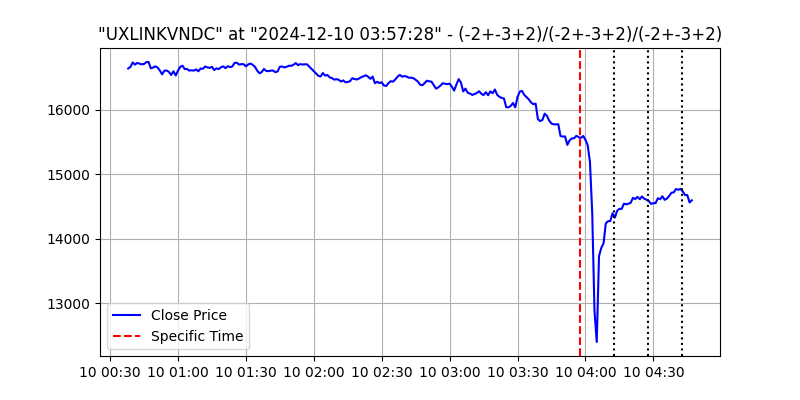 "UXLINKVNDC" at "2024-12-10 03:57:28" - (-2+-3+2)/(-2+-3+2)/(-2+-3+2)
16000
15000
14000
13000
Close Price
Specific Time
10 00:30 10 01:00 10 01:30 10 02:00 10 02:30 10 03:00 10 03:30 10 04:00 10 04:30